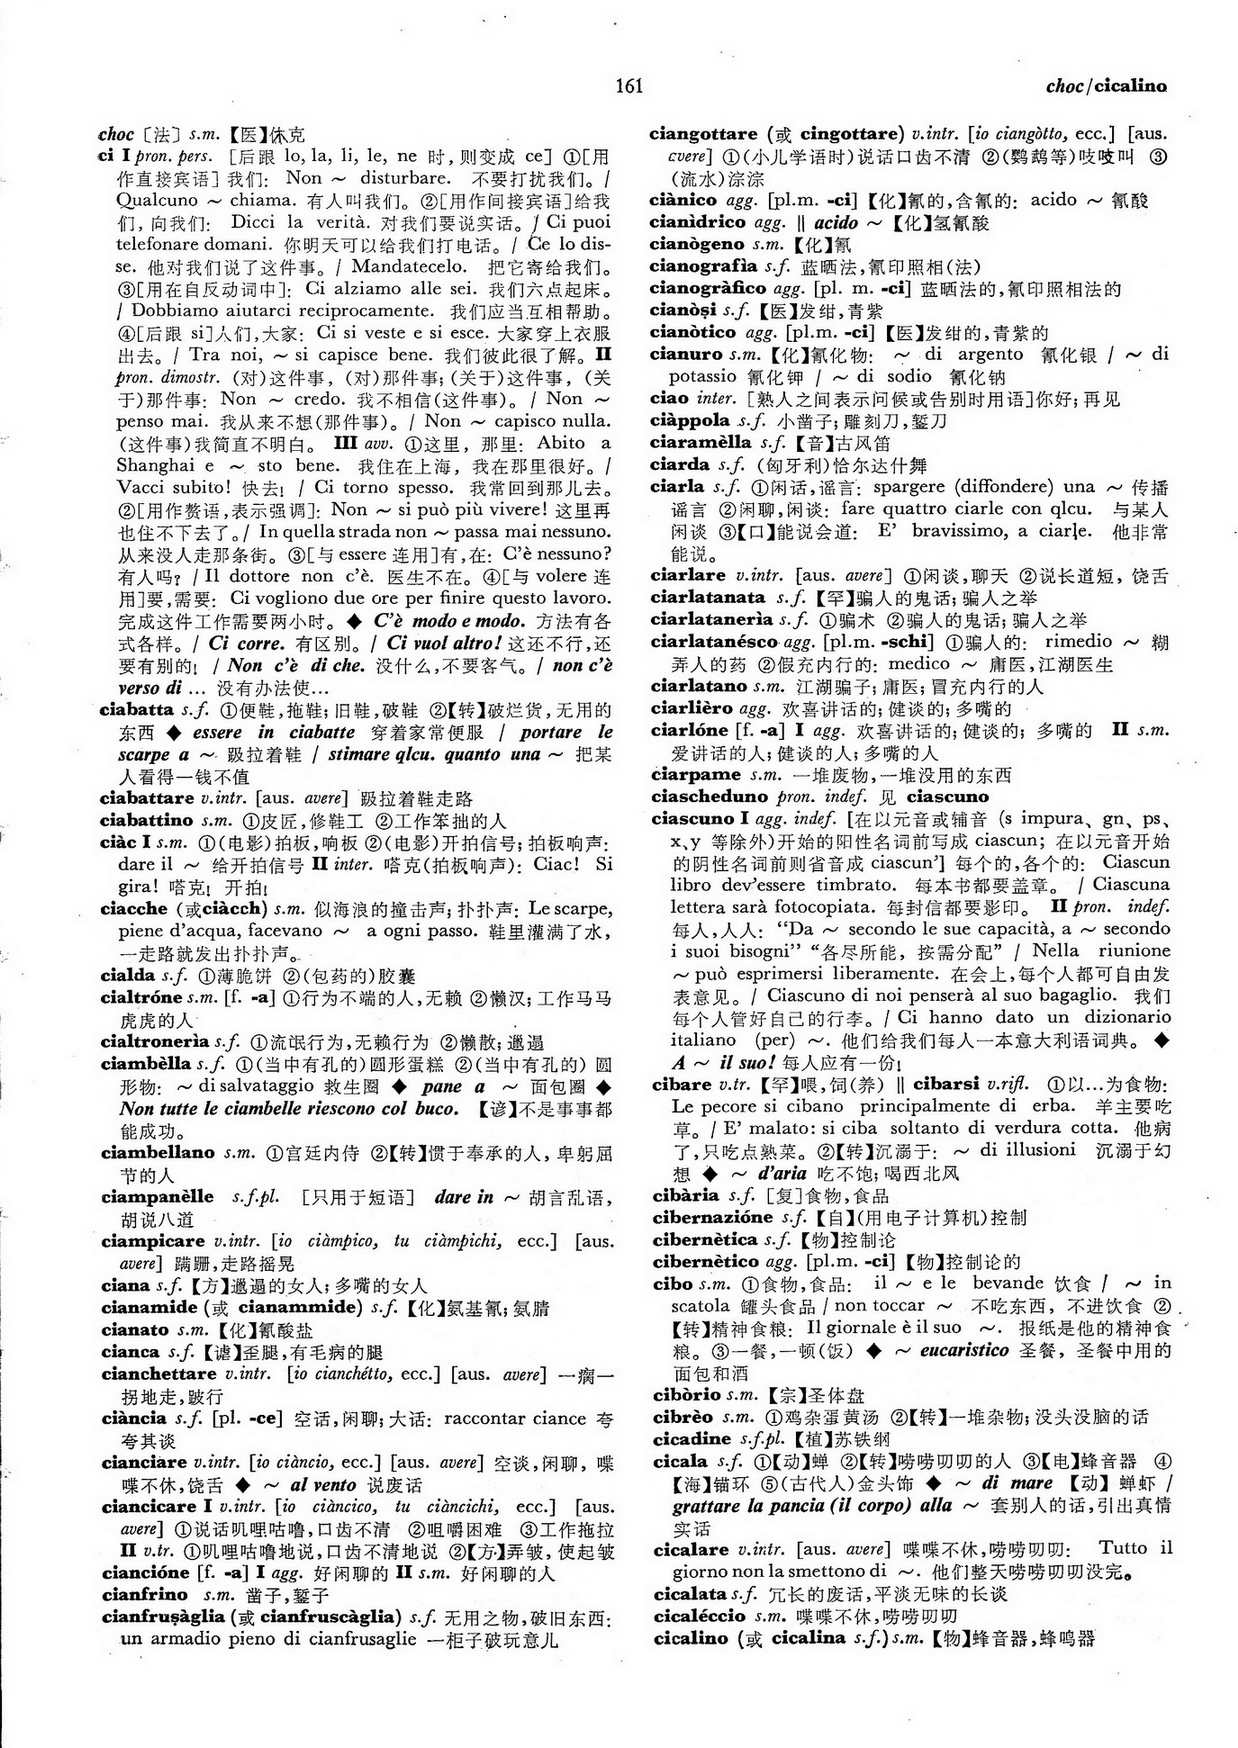 161
choc/cicalino
choc〔法〕s.m.【医】休克
ci I pron. pers. [后跟 lo, la, li, le, ne 时,则变成 ce] ①[用
作直接宾语]我们: Non ～ disturbare. 不要打扰我们。/
Qualcuno ～ chiama. 有人叫我们。②[用作间接宾语]给我
们,向我们: Dicci la verità. 对我们要说实话。/ Ci puoi
telefonare domani. 你明天可以给我们打电话。/ Ce lo dis-
se. 他对我们说了这件事。/ Mandatecelo. 把它寄给我们。
③[用在自反动词中]: Ci alziamo alle sei. 我们六点起床。
/ Dobbiamo aiutarci reciprocamente. 我们应当互相帮助。
④[后跟 si]人们,大家: Ci si veste e si esce. 大家穿上衣服
出去。/ Tra noi, ～ si capisce bene. 我们彼此很了解。II
pron. dimostr. (对)这件事, (对)那件事; (关于)这件事, (关
于)那件事: Non ～ credo. 我不相信(这件事)。/ Non ～
penso mai. 我从来不想(那件事)。/ Non ～ capisco nulla.
(这件事)我简直不明白。 III avv. ①这里, 那里: Abito a
Shanghai e ～ sto bene. 我住在上海, 我在那里很好。/
Vacci subito! 快去! / Ci torno spesso. 我常回到那儿去。
②[用作赘语,表示强调]: Non ～ si può più vivere! 这里再
也住不下去了。/ In quella strada non ～ passa mai nessuno.
从来没人走那条街。③[与 essere 连用]有,在: C'è nessuno?
有人吗? / Il dottore non c'è. 医生不在。④[与 volere 连
用]要,需要: Ci vogliono due ore per finire questo lavoro.
完成这件工作需要两小时。◆ C'è modo e modo. 方法有各
式各样。/ Ci corre. 有区别。/ Ci vuol altro! 这还不行,还
要有别的! / Non c'è di che. 没什么,不要客气。/ non c'è
verso di … 没有办法使…
ciabatta s.f. ①便鞋,拖鞋; 旧鞋,破鞋 ②【转】破烂货,无用的
东西 ◆ essere in ciabatte 穿着家常便服 / portare le
scarpe a ～ 趿拉着鞋 / stimare qlcu. quanto una ～ 把某
人看得一钱不值
ciabattare v.intr. [aus. avere] 趿拉着鞋走路
ciabattino s.m. ①皮匠,修鞋工 ②工作笨拙的人
ciàc I s.m. ①(电影)拍板,响板 ②(电影)开拍信号; 拍板响声:
dare il ～ 给开拍信号 II inter. 嗒克(拍板响声): Ciac! Si
gira! 嗒克! 开拍!
ciacche (或ciàcch) s.m. 似海浪的撞击声; 扑扑声: Le scarpe,
piene d'acqua, facevano ～ a ogni passo. 鞋里灌满了水,
一走路就发出扑扑声。
cialda s.f. ①薄脆饼 ②(包药的)胶囊
cialtróne s.m. [f. -a] ①行为不端的人,无赖 ②懒汉; 工作马马
虎虎的人
cialtronerìa s.f. ①流氓行为,无赖行为 ②懒散; 邋遢
ciambèlla s.f. ①(当中有孔的)圆形蛋糕 ②(当中有孔的) 圆
形物: ～ di salvataggio 救生圈 ◆ pane a ～ 面包圈 ◆
Non tutte le ciambelle riescono col buco. 【谚】不是事事都
能成功。
ciambellano s.m. ①宫廷内侍 ②【转】惯于奉承的人, 卑躬屈
节的人
ciampanèlle s.f.pl. [只用于短语] dare in ～ 胡言乱语,
胡说八道
ciampicare v.intr. [io ciàmpico, tu ciàmpichi, ecc.] [aus.
avere] 蹒跚,走路摇晃
ciana s.f.【方】邋遢的女人; 多嘴的女人
cianamide (或 cianammide) s.f.【化】氨基氰; 氨腈
cianato s.m.【化】氰酸盐
cianca s.f.【谑】歪腿,有毛病的腿
cianchettare v.intr. [io cianchétto, ecc.] [aus. avere] 一瘸一
拐地走,跛行
ciància s.f. [pl. -ce] 空话,闲聊; 大话: raccontar ciance 夸
夸其谈
cianciare v.intr. [io ciàncio, ecc.] [aus. avere] 空谈,闲聊, 喋
喋不休,饶舌 ◆ ～ al vento 说废话
ciancicare I v.intr. [io ciàncico, tu ciàncichi, ecc.] [aus.
avere] ①说话叽哩咕噜,口齿不清 ②咀嚼困难 ③工作拖拉
II v.tr. ①叽哩咕噜地说,口齿不清地说 ②【方】弄皱, 使起皱
ciancióne [f. -a] I agg. 好闲聊的 II s.m. 好闲聊的人
cianfrino s.m. 凿子,錾子
cianfruṣàglia (或 cianfruscàglia) s.f. 无用之物,破旧东西:
un armadio pieno di cianfrusaglie 一柜子破玩意儿
ciangottare (或 cingottare) v.intr. [io ciangòtto, ecc.] [aus.
avere] ①(小儿学语时)说话口齿不清 ②(鹦鹉等)吱吱叫 ③
(流水)淙淙
ciànico agg. [pl.m. -ci]【化】氰的,含氰的: acido ～ 氰酸
cianìdrico agg. ‖ acido ～【化】氢氰酸
cianògeno s.m.【化】氰
cianografìa s.f. 蓝晒法,氰印照相(法)
cianogràfico agg. [pl. m. -ci] 蓝晒法的,氰印照相法的
cianòṣi s.f.【医】发绀,青紫
cianòtico agg. [pl.m. -ci]【医】发绀的,青紫的
cianuro s.m.【化】氰化物: ～ di argento 氰化银 / ～ di
potassio 氰化钾 / ～ di sodio 氰化钠
ciao inter. [熟人之间表示问候或告别时用语]你好; 再见
ciàppola s.f. 小凿子; 雕刻刀,錾刀
ciaramèlla s.f.【音】古风笛
ciarda s.f. (匈牙利)恰尔达什舞
ciarla s.f. ①闲话,谣言: spargere (diffondere) una ～ 传播
谣言 ②闲聊,闲谈: fare quattro ciarle con qlcu. 与某人
闲谈 ③【口】能说会道: E' bravissimo, a ciarle. 他非常
能说。
ciarlare v.intr. [aus. avere] ①闲谈,聊天 ②说长道短, 饶舌
ciarlatanata s.f.【罕】骗人的鬼话; 骗人之举
ciarlatanerìa s.f. ①骗术 ②骗人的鬼话; 骗人之举
ciarlatanésco agg. [pl.m. -schi] ①骗人的: rimedio ～ 糊
弄人的药 ②假充内行的: medico ～ 庸医,江湖医生
ciarlatano s.m. 江湖骗子; 庸医; 冒充内行的人
ciarlièro agg. 欢喜讲话的; 健谈的; 多嘴的
ciarlóne [f. -a] I agg. 欢喜讲话的; 健谈的; 多嘴的 II s.m.
爱讲话的人; 健谈的人; 多嘴的人
ciarpame s.m. 一堆废物,一堆没用的东西
ciascheduno pron. indef. 见 ciascuno
ciascuno I agg. indef. [在以元音或辅音 (s impura, gn, ps,
x、y 等除外)开始的阳性名词前写成 ciascun; 在以元音开始
的阴性名词前则省音成 ciascun'] 每个的,各个的: Ciascun
libro dev'essere timbrato. 每本书都要盖章。 / Ciascuna
lettera sarà fotocopiata. 每封信都要影印。 II pron. indef.
每人,人人: “Da ～ secondo le sue capacità, a ～ secondo
i suoi bisogni” “各尽所能, 按需分配” / Nella riunione
～ può esprimersi liberamente. 在会上,每个人都可自由发
表意见。/ Ciascuno di noi penserà al suo bagaglio. 我们
每个人管好自己的行李。/ Ci hanno dato un dizionario
italiano (per) ～. 他们给我们每人一本意大利语词典。 ◆
A ～ il suo! 每人应有一份!
cibare v.tr.【罕】喂,饲(养) ‖ cibarsi v.rifl. ①以…为食物:
Le pecore si cibano principalmente di erba. 羊主要吃
草。/ E' malato: si ciba soltanto di verdura cotta. 他病
了,只吃点熟菜。②【转】沉溺于: ～ di illusioni 沉溺于幻
想 ◆ ～ d'aria 吃不饱; 喝西北风
cibària s.f. [复]食物,食品
cibernazióne s.f.【自】(用电子计算机)控制
cibernètica s.f.【物】控制论
cibernètico agg. [pl.m. -ci]【物】控制论的
cibo s.m. ①食物,食品: il ～ e le bevande 饮食 / ～ in
scatola 罐头食品 / non toccar ～ 不吃东西, 不进饮食 ②
【转】精神食粮: Il giornale è il suo ～. 报纸是他的精神食
粮。③一餐,一顿(饭) ◆ ～ eucaristico 圣餐, 圣餐中用的
面包和酒
cibòrio s.m.【宗】圣体盘
cibrèo s.m. ①鸡杂蛋黄汤 ②【转】一堆杂物; 没头没脑的话
cicadine s.f.pl.【植】苏铁纲
cicala s.f. ①【动】蝉 ②【转】唠唠叨叨的人 ③【电】蜂音器 ④
【海】锚环 ⑤(古代人)金头饰 ◆ ～ di mare 【动】 蝉虾 /
grattare la pancia (il corpo) alla ～ 套别人的话,引出真情
实话
cicalare v.intr. [aus. avere] 喋喋不休,唠唠叨叨: Tutto il
giorno non la smettono di ～. 他们整天唠唠叨叨没完。
cicalata s.f. 冗长的废话,平淡无味的长谈
cicaléccio s.m. 喋喋不休,唠唠叨叨
cicalino (或 cicalina s.f.) s.m.【物】蜂音器,蜂鸣器